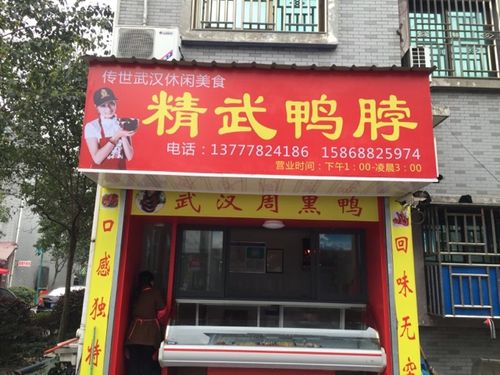 传世武汉休闲美食
精武鸭脖
电话：13777824186 15868825974
营业时间：下午1：00-凌晨3：00
武汉周黑鸭
口感独特
回味无穷